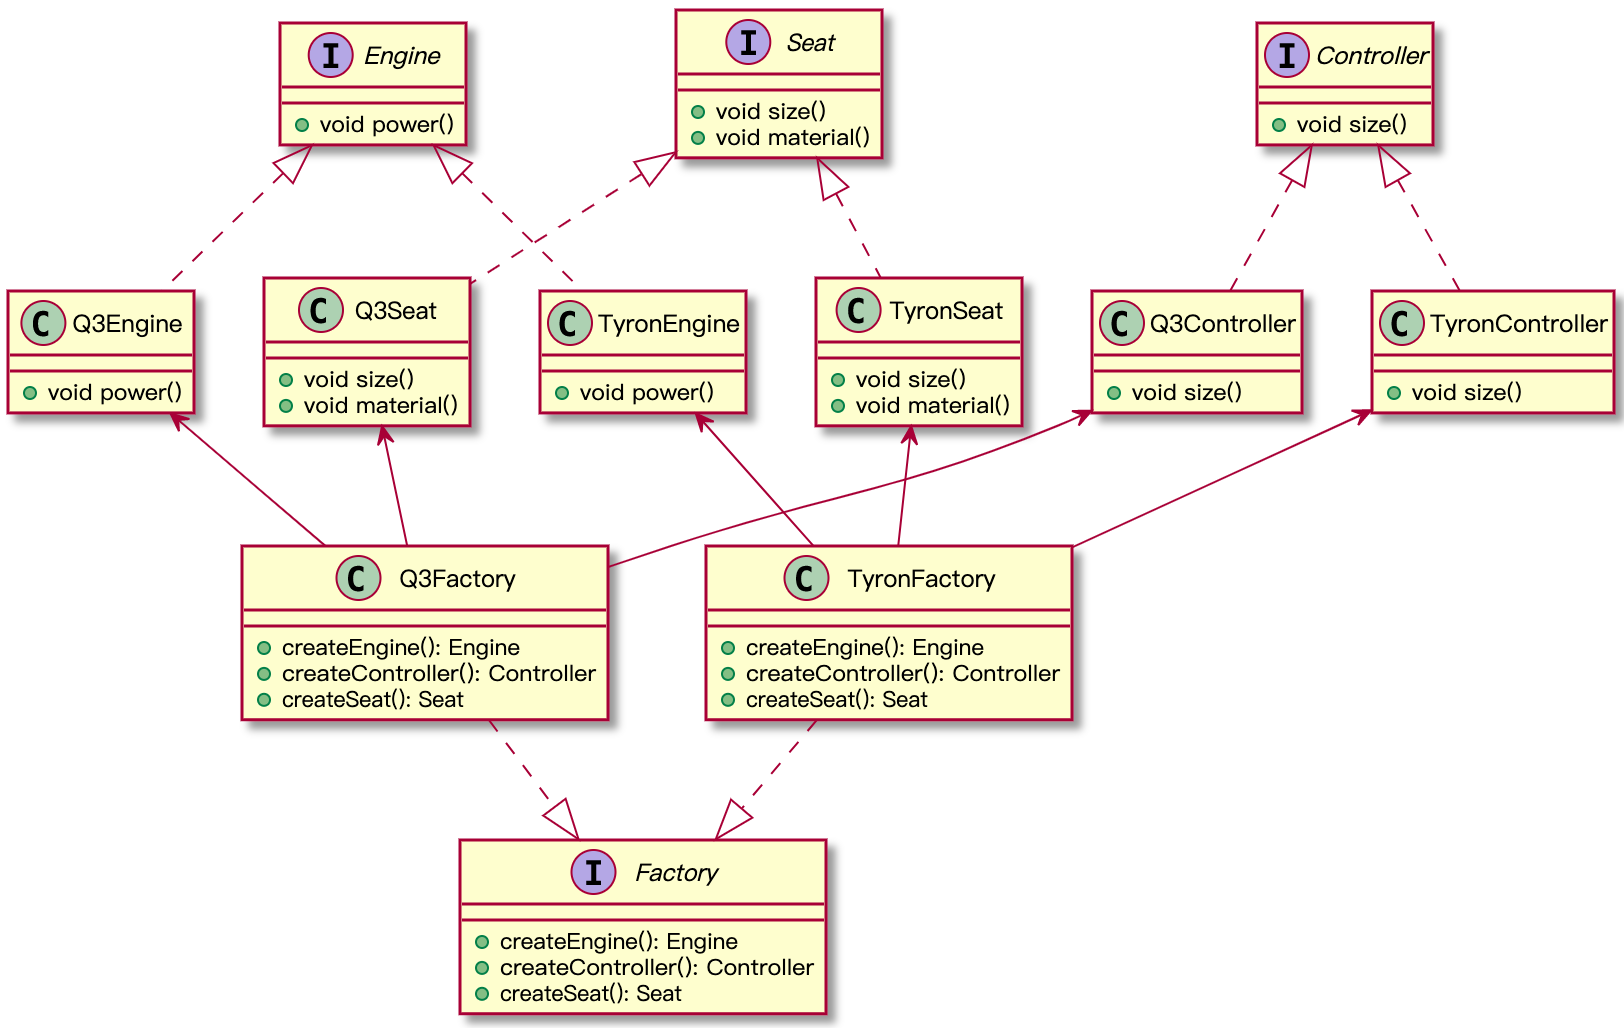 I Engine
void power()
I Seat
void size()
void material()
I Controller
void size()
C Q3Engine
void power()
C Q3Seat
void size()
void material()
C TyronEngine
void power()
C TyronSeat
void size()
void material()
C Q3Controller
void size()
C TyronController
void size()
C Q3Factory
createEngine(): Engine
createController(): Controller
createSeat(): Seat
C TyronFactory
createEngine(): Engine
createController(): Controller
createSeat(): Seat
I Factory
createEngine(): Engine
createController(): Controller
createSeat(): Seat